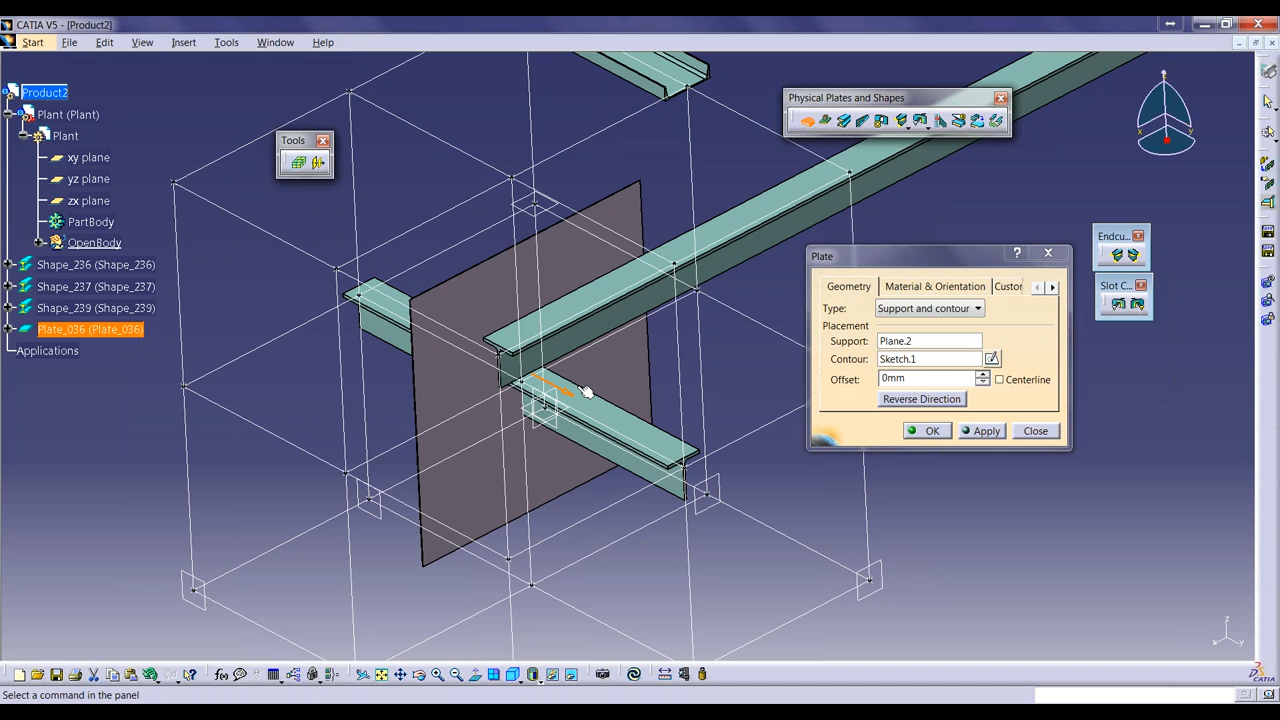 CATIA V5 - [Product2]
Start File Edit View Insert Tools Window Help
Product2
Plant (Plant)
Plant
xy plane
yz plane
zx plane
PartBody
OpenBody
Shape_236 (Shape_236)
Shape_237 (Shape_237)
Shape_239 (Shape_239)
Plate_036 (Plate_036)
Applications
Tools
Physical Plates and Shapes
x y
Endcu...
Slot C...
Plate
Geometry Material & Orientation Custor
Type: Support and contour
Placement
Support: Plane.2
Contour: Sketch.1
Offset: 0mm Centerline
Reverse Direction
OK Apply Close
z
x y
f(x)
CATIA
Select a command in the panel